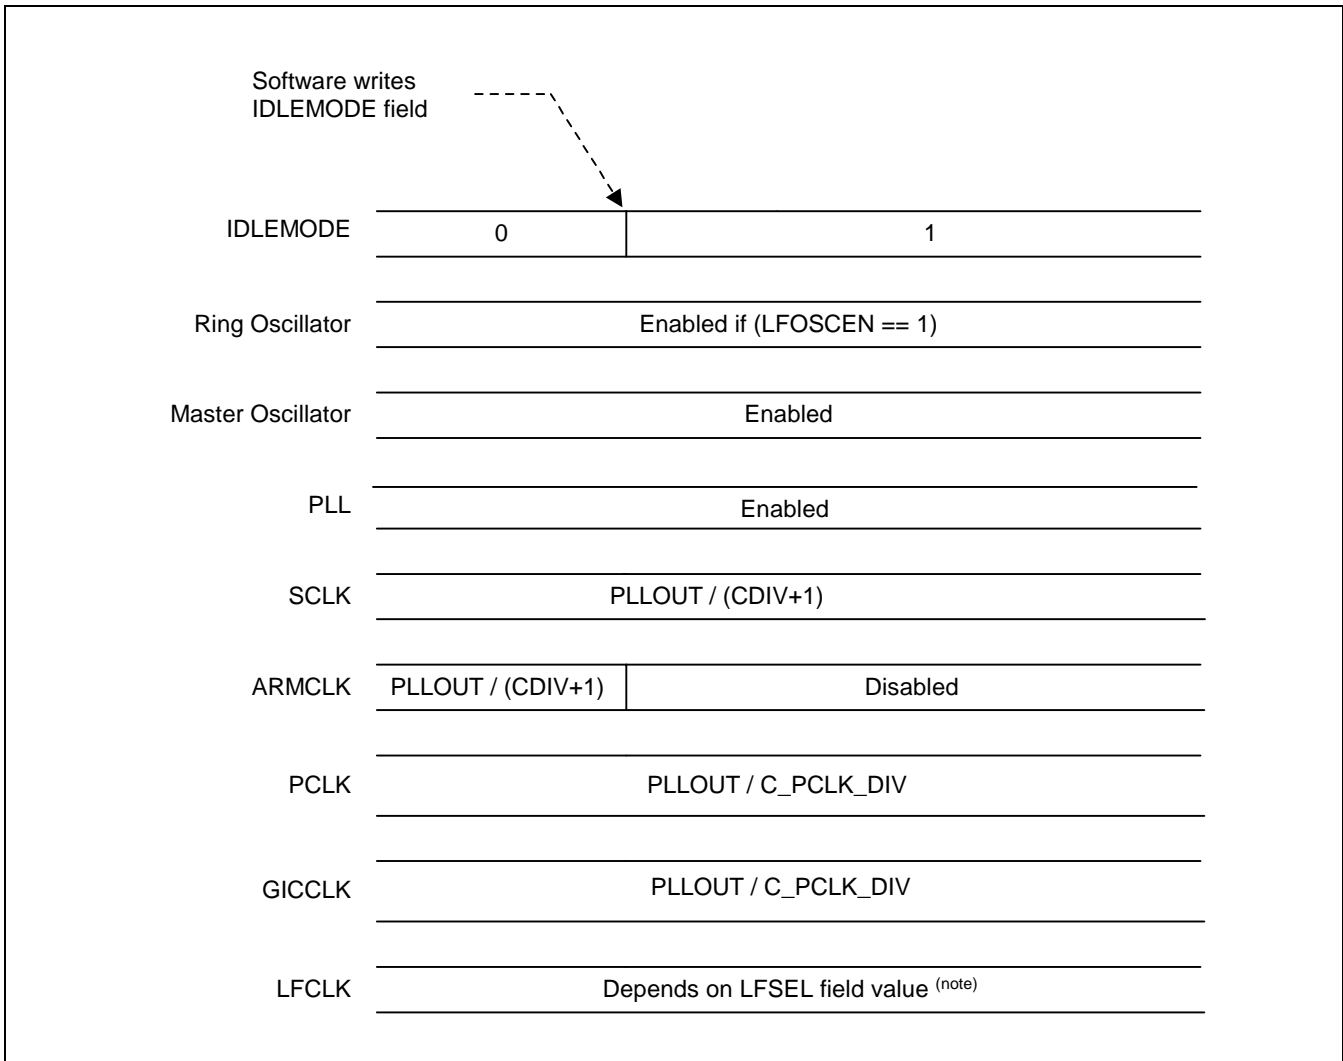 Software writes
IDLEMODE field
IDLEMODE 0 1
Ring Oscillator Enabled if (LFOSCEN == 1)
Master Oscillator Enabled
PLL Enabled
SCLK PLLOUT / (CDIV+1)
ARMCLK PLLOUT / (CDIV+1) Disabled
PCLK PLLOUT / C_PCLK_DIV
GICCLK PLLOUT / C_PCLK_DIV
LFCLK Depends on LFSEL field value (note)